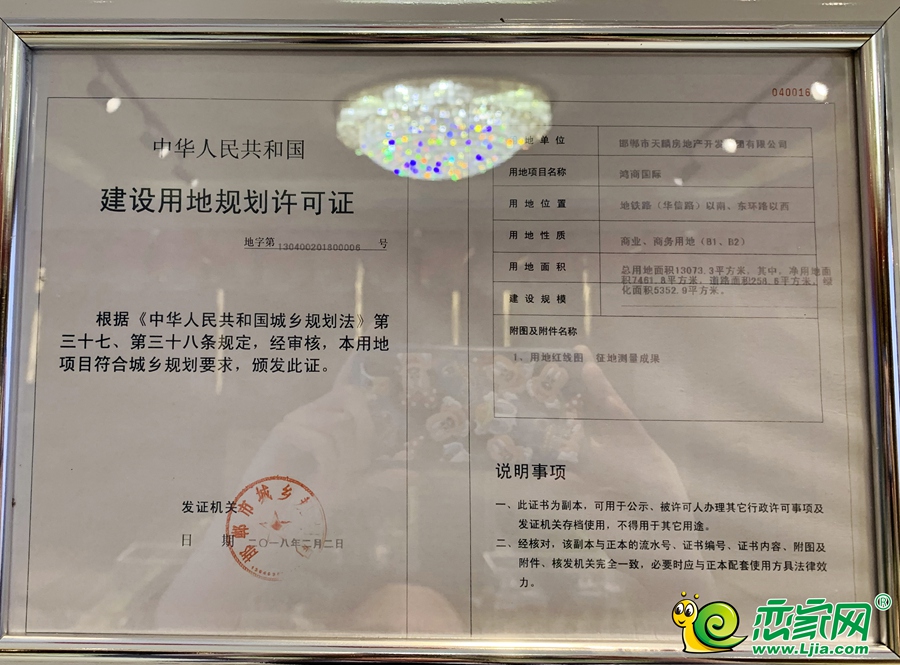 中华人民共和国
建设用地规划许可证
地字第 130400201800006 号
根据《中华人民共和国城乡规划法》第
三十七、第三十八条规定，经审核，本用地
项目符合城乡规划要求，颁发此证。
发证机关
邯郸市城乡
日 期 二〇一八年二月二日
040016
地单位 邯郸市天麟房地产开发集团有限公司
用地项目名称 鸿商国际
用地位置 地铁路（华信路）以南、东环路以西
用地性质 商业、商务用地（B1、B2）
用地面积 总用地面积13073.3平方米，其中，净用地面
积7461.8平方米，道路面积258.6平方米，绿
化面积5352.9平方米。
建设规模
附图及附件名称
1、用地红线图 征地测量成果
说明事项
一、此证书为副本，可用于公示、被许可人办理其它行政许可事项及
发证机关存档使用，不得用于其它用途。
二、经核对，该副本与正本的流水号、证书编号、证书内容、附图及
附件、核发机关完全一致，必要时应与正本配套使用方具法律效
力。
恋家网®
www.Ljia.com